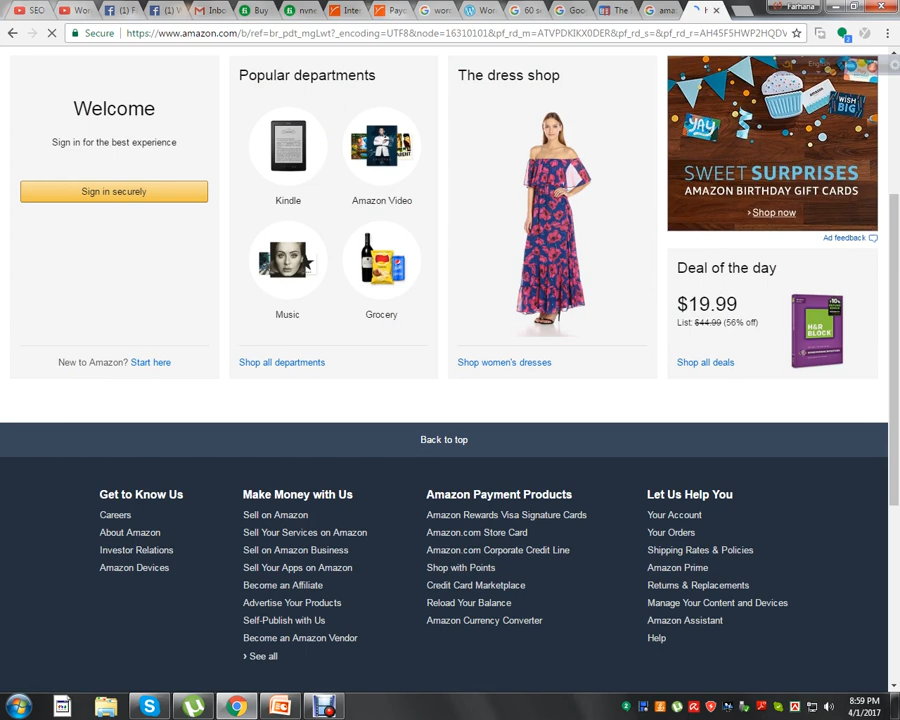 SEO
Wor
(1) F
(1) V
Inbo
Buy
nvne
Inter
Payc
word
Wor
60 s
Goo
The
ama
Farhana
Secure
https://www.amazon.com/b/ref=br_pdt_mgLwt?_encoding=UTF8&node=16310101&pf_rd_m=ATVPDKIKX0DER&pf_rd_s=&pf_rd_r=AH45F5HWP2HQDV
Welcome
Sign in for the best experience
Sign in securely
New to Amazon? Start here
Popular departments
Kindle
Amazon Video
Music
Grocery
Shop all departments
The dress shop
Shop women's dresses
English
YAY
amazon
WISH BIG
SWEET SURPRISES
AMAZON BIRTHDAY GIFT CARDS
› Shop now
Ad feedback
Deal of the day
$19.99
List: $44.99 (56% off)
H&R
BLOCK
Shop all deals
Back to top
Get to Know Us
Careers
About Amazon
Investor Relations
Amazon Devices
Make Money with Us
Sell on Amazon
Sell Your Services on Amazon
Sell on Amazon Business
Sell Your Apps on Amazon
Become an Affiliate
Advertise Your Products
Self-Publish with Us
Become an Amazon Vendor
› See all
Amazon Payment Products
Amazon Rewards Visa Signature Cards
Amazon.com Store Card
Amazon.com Corporate Credit Line
Shop with Points
Credit Card Marketplace
Reload Your Balance
Amazon Currency Converter
Let Us Help You
Your Account
Your Orders
Shipping Rates & Policies
Amazon Prime
Returns & Replacements
Manage Your Content and Devices
Amazon Assistant
Help
8:59 PM
4/1/2017